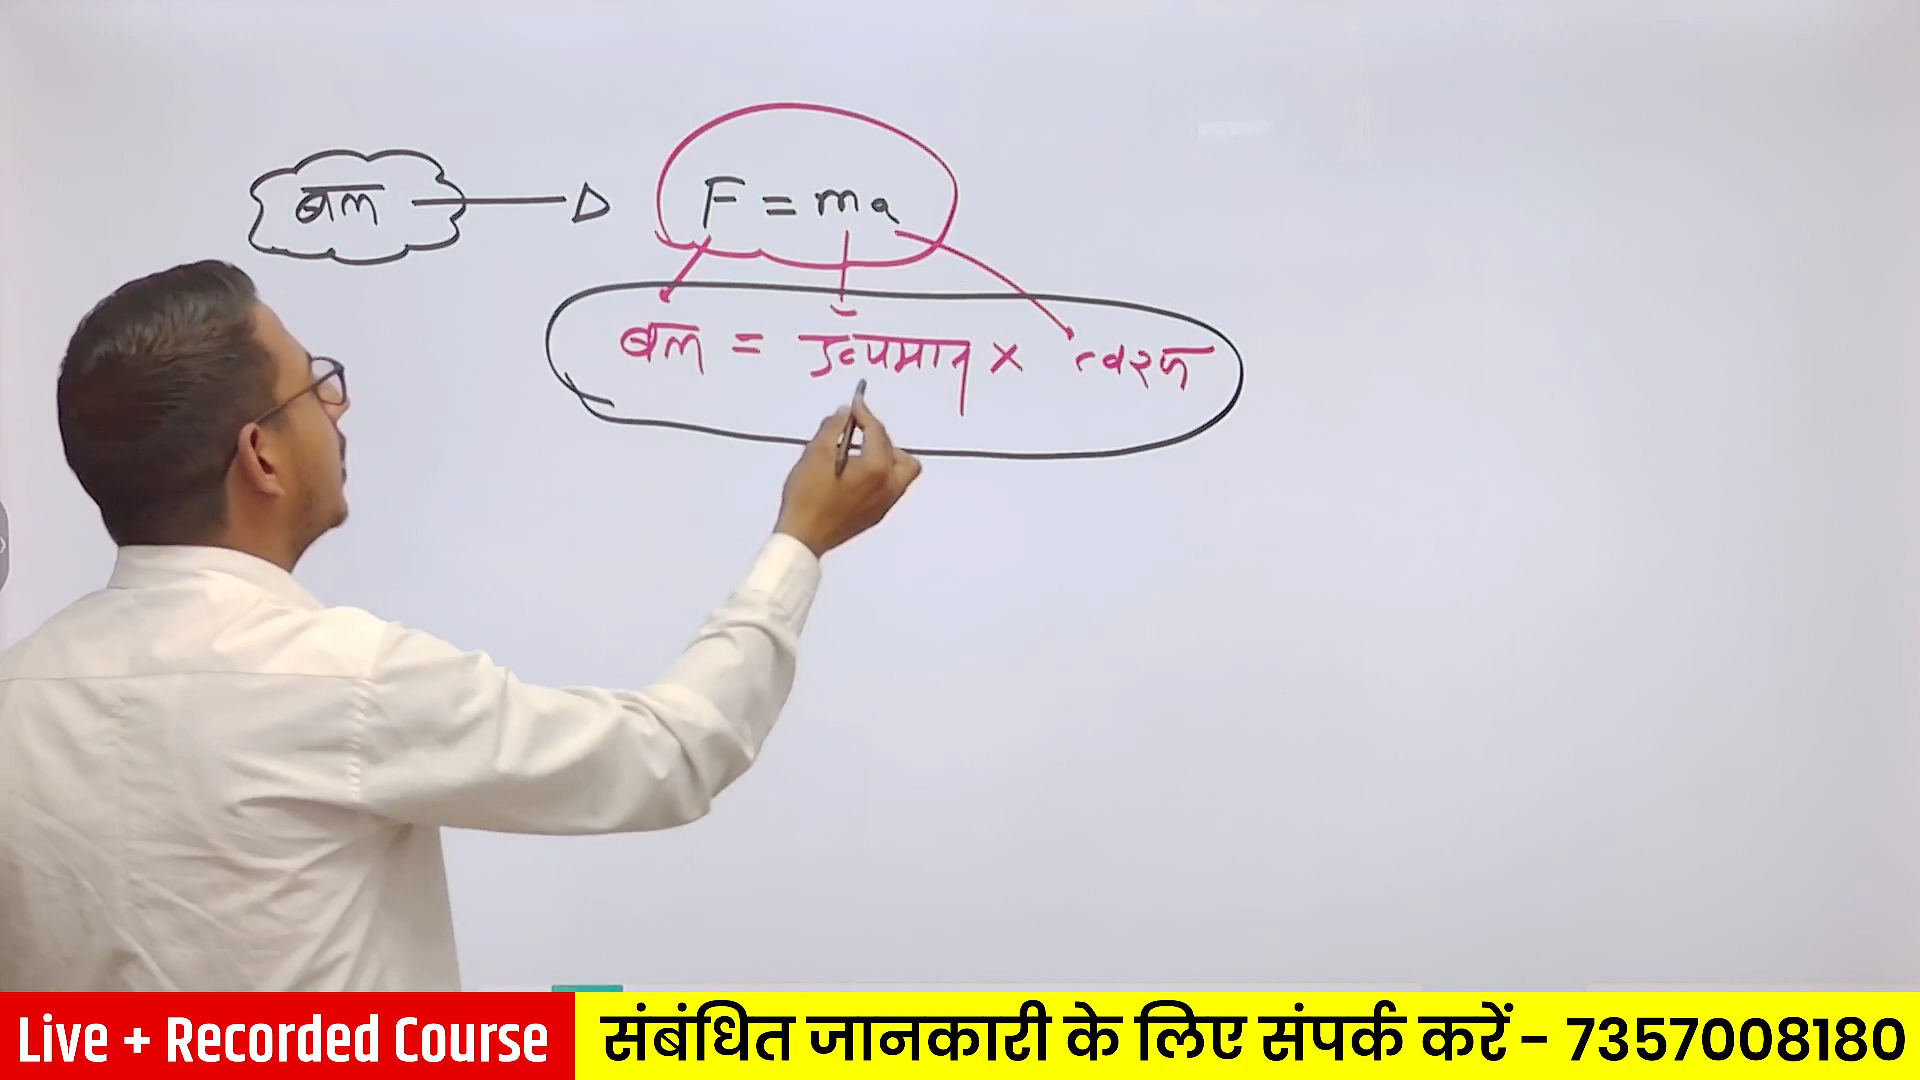 बल → F = ma
बल = द्रव्यमान × त्वरण
Live + Recorded Course
संबंधित जानकारी के लिए संपर्क करें - 7357008180